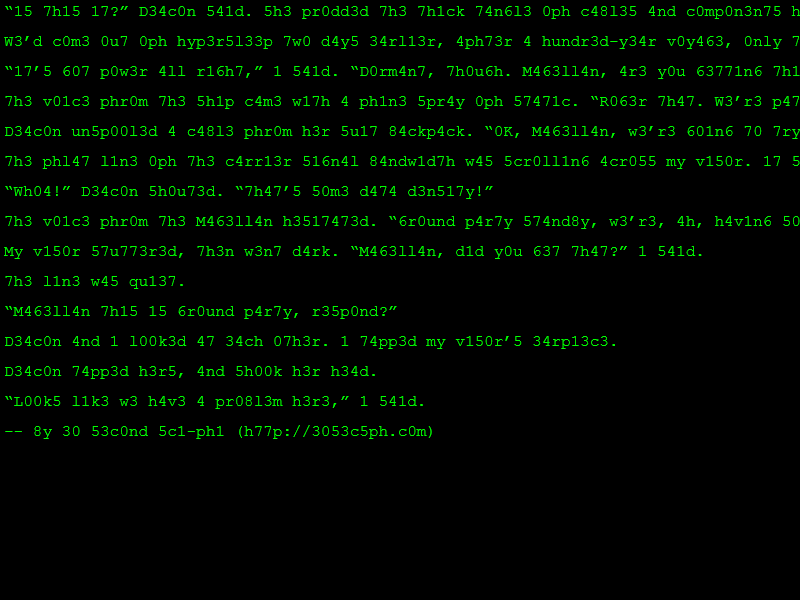 “15 7h15 17?” D34c0n 541d. 5h3 pr0dd3d 7h3 7h1ck 74n6l3 0ph c48l35 4nd c0mp0n3n75 h
W3’d c0m3 0u7 0ph hyp3r5l33p 7w0 d4y5 34rl13r, 4ph73r 4 hundr3d-y34r v0y463, 0nly 7
“17’5 607 p0w3r 4ll r16h7,” 1 541d. “D0rm4n7, 7h0u6h. M463ll4n, 4r3 y0u 63771n6 7h1
7h3 v01c3 phr0m 7h3 5h1p c4m3 w17h 4 ph1n3 5pr4y 0ph 57471c. “R063r 7h47. W3’r3 p47
D34c0n un5p00l3d 4 c48l3 phr0m h3r 5u17 84ckp4ck. “0K, M463ll4n, w3’r3 601n6 70 7ry
7h3 phl47 l1n3 0ph 7h3 c4rr13r 516n4l 84ndw1d7h w45 5cr0ll1n6 4cr055 my v150r. 17 5
“Wh04!” D34c0n 5h0u73d. “7h47’5 50m3 d474 d3n517y!”
7h3 v01c3 phr0m 7h3 M463ll4n h3517473d. “6r0und p4r7y 574nd8y, w3’r3, 4h, h4v1n6 50
My v150r 57u773r3d, 7h3n w3n7 d4rk. “M463ll4n, d1d y0u 637 7h47?” 1 541d.
7h3 l1n3 w45 qu137.
“M463ll4n 7h15 15 6r0und p4r7y, r35p0nd?”
D34c0n 4nd 1 l00k3d 47 34ch 07h3r. 1 74pp3d my v150r’5 34rp13c3.
D34c0n 74pp3d h3r5, 4nd 5h00k h3r h34d.
“L00k5 l1k3 w3 h4v3 4 pr08l3m h3r3,” 1 541d.
-- 8y 30 53c0nd 5c1-ph1 (h77p://3053c5ph.c0m)